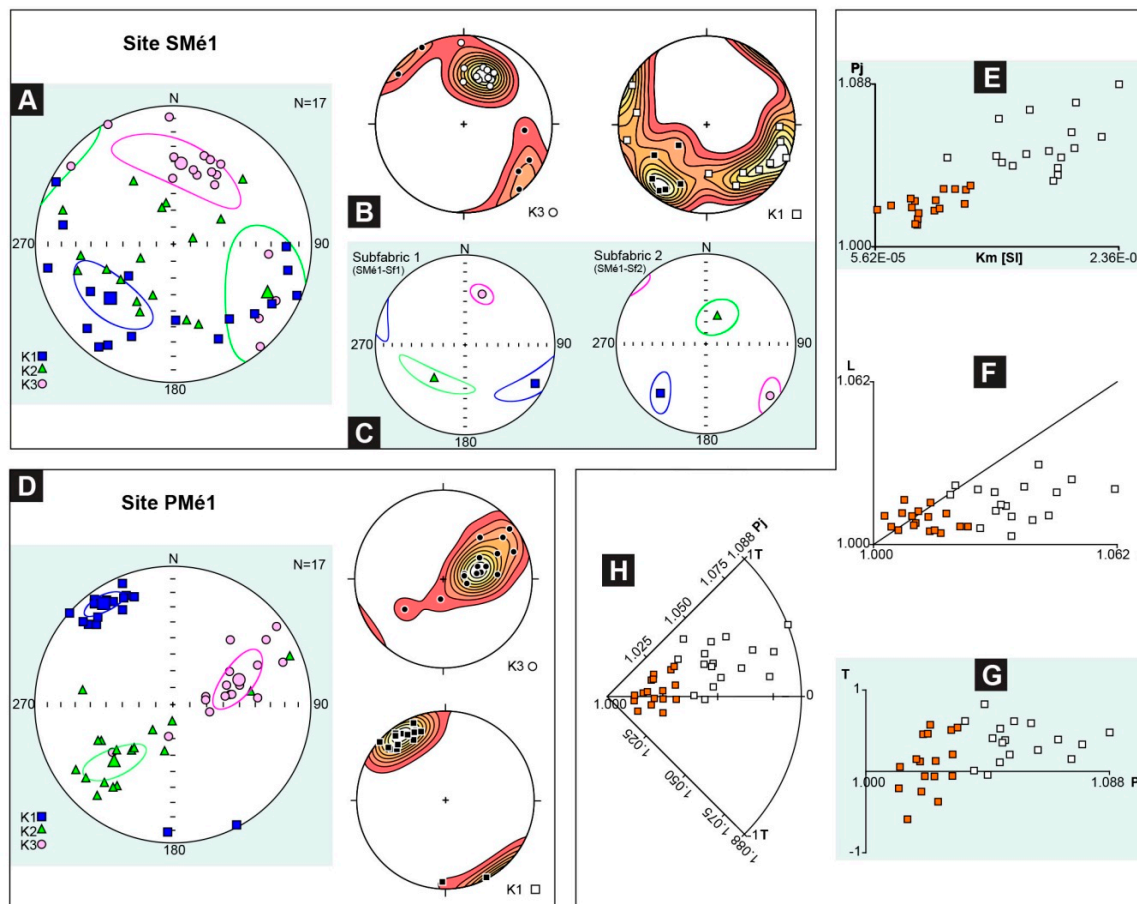 Site SMé1
A
N
N=17
270
90
180
K1
K2
K3
B
K3
K1
C
Subfabric 1
(SMé1-Sf1)
N
270
90
180
Subfabric 2
(SMé1-Sf2)
N
270
90
180
D
Site PMé1
N
N=17
270
90
180
K1
K2
K3
K3
K1
E
Pj
1.088
1.000
5.62E-05
Km [SI]
2.36E-0
F
L
1.062
1.000
1.000
1.062
H
1.088 Pj
1.075
1.050
1.025
1.000
1T
0
1.025
1.050
1.075
1.088
-1T
G
T
1
1.000
1.088
-1